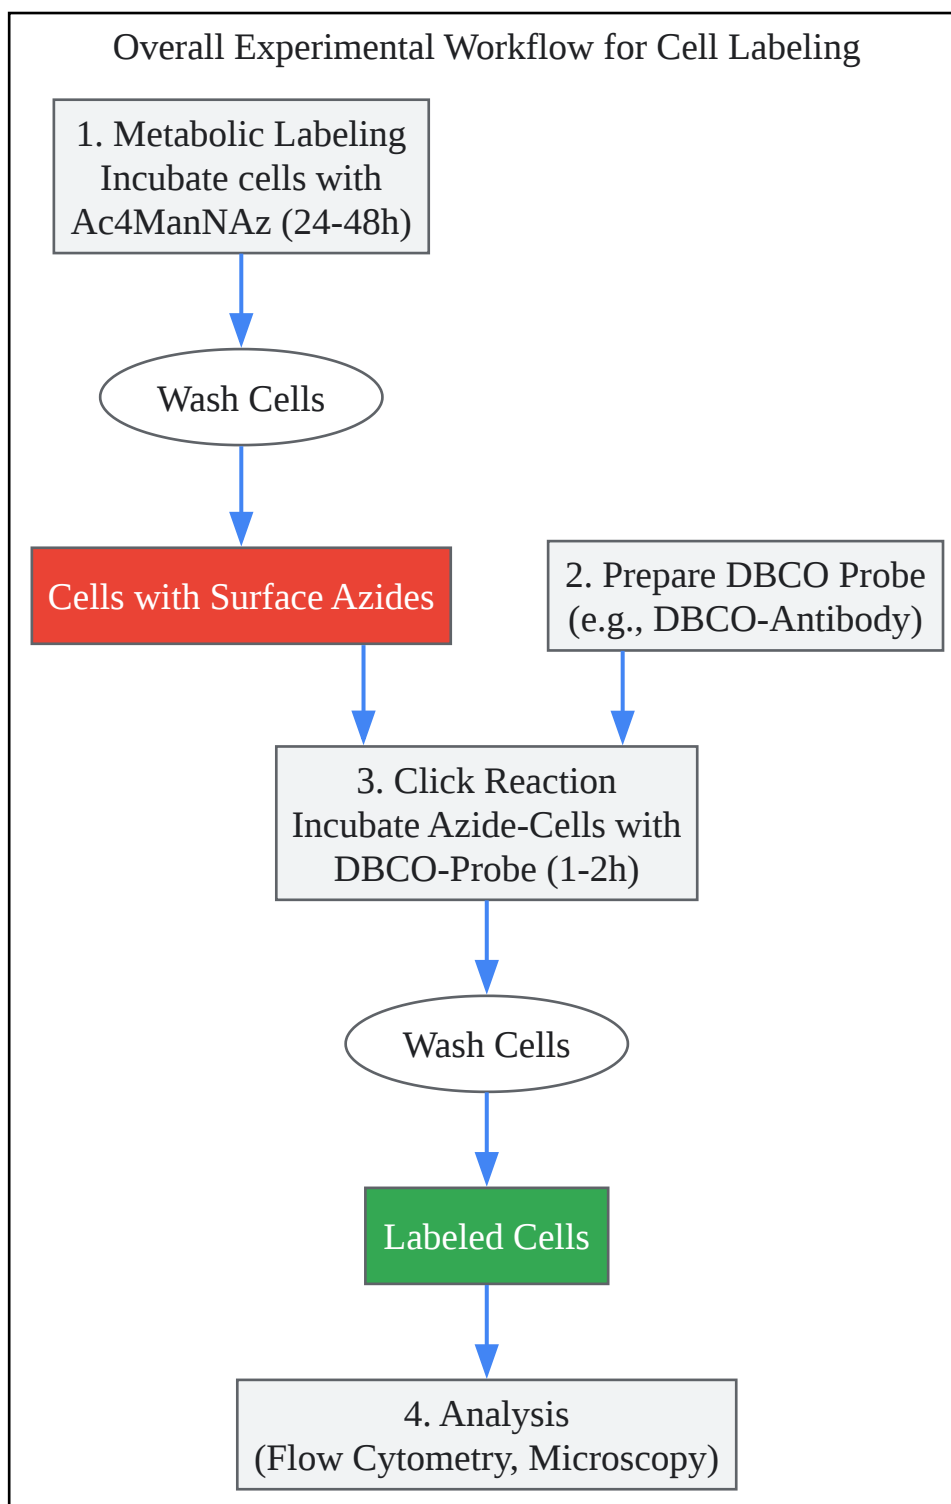 Overall Experimental Workflow for Cell Labeling
1. Metabolic Labeling
Incubate cells with
Ac4ManNAz (24-48h)
Wash Cells
Cells with Surface Azides
2. Prepare DBCO Probe
(e.g., DBCO-Antibody)
3. Click Reaction
Incubate Azide-Cells with
DBCO-Probe (1-2h)
Wash Cells
Labeled Cells
4. Analysis
(Flow Cytometry, Microscopy)